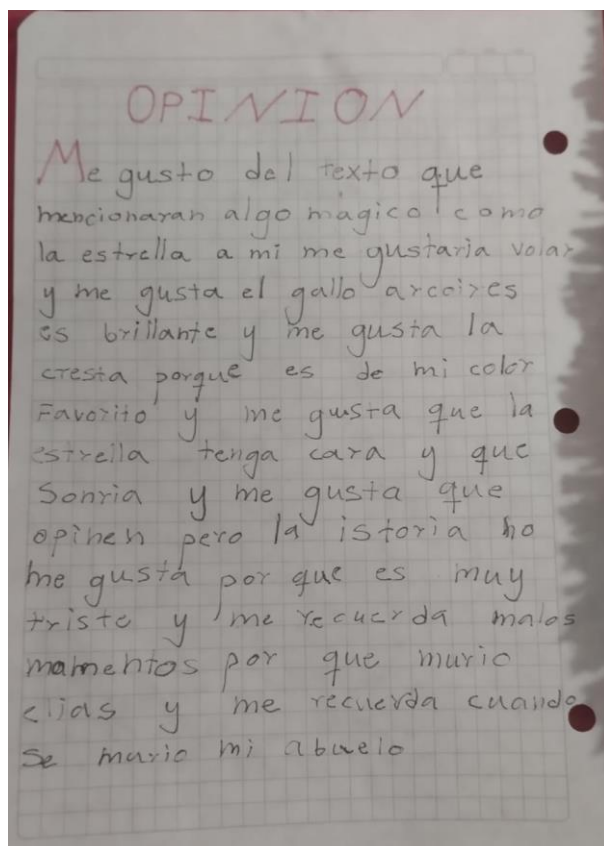 OPINION
Me gusto del texto que
mencionaran algo magico como
la estrella a mi me gustaria volar
y me gusta el gallo arcoires
es brillante y me gusta la
cresta porque es de mi color
Favorito y me gusta que la
estrella tenga cara y que
Sonria y me gusta que
opinen pero la istoria no
me gusta por que es muy
triste y me recuerda malos
mamentos por que murio
elias y me recuerda cuando
se murio mi abuelo